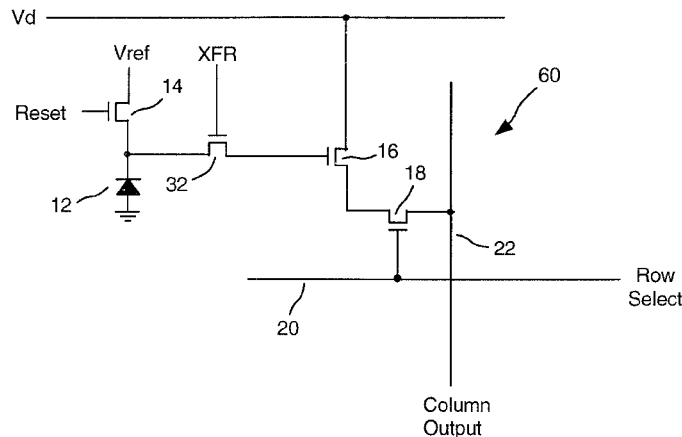 Vd
Vref
XFR
60
14
Reset
16
18
12
32
22
Row
Select
20
Column
Output